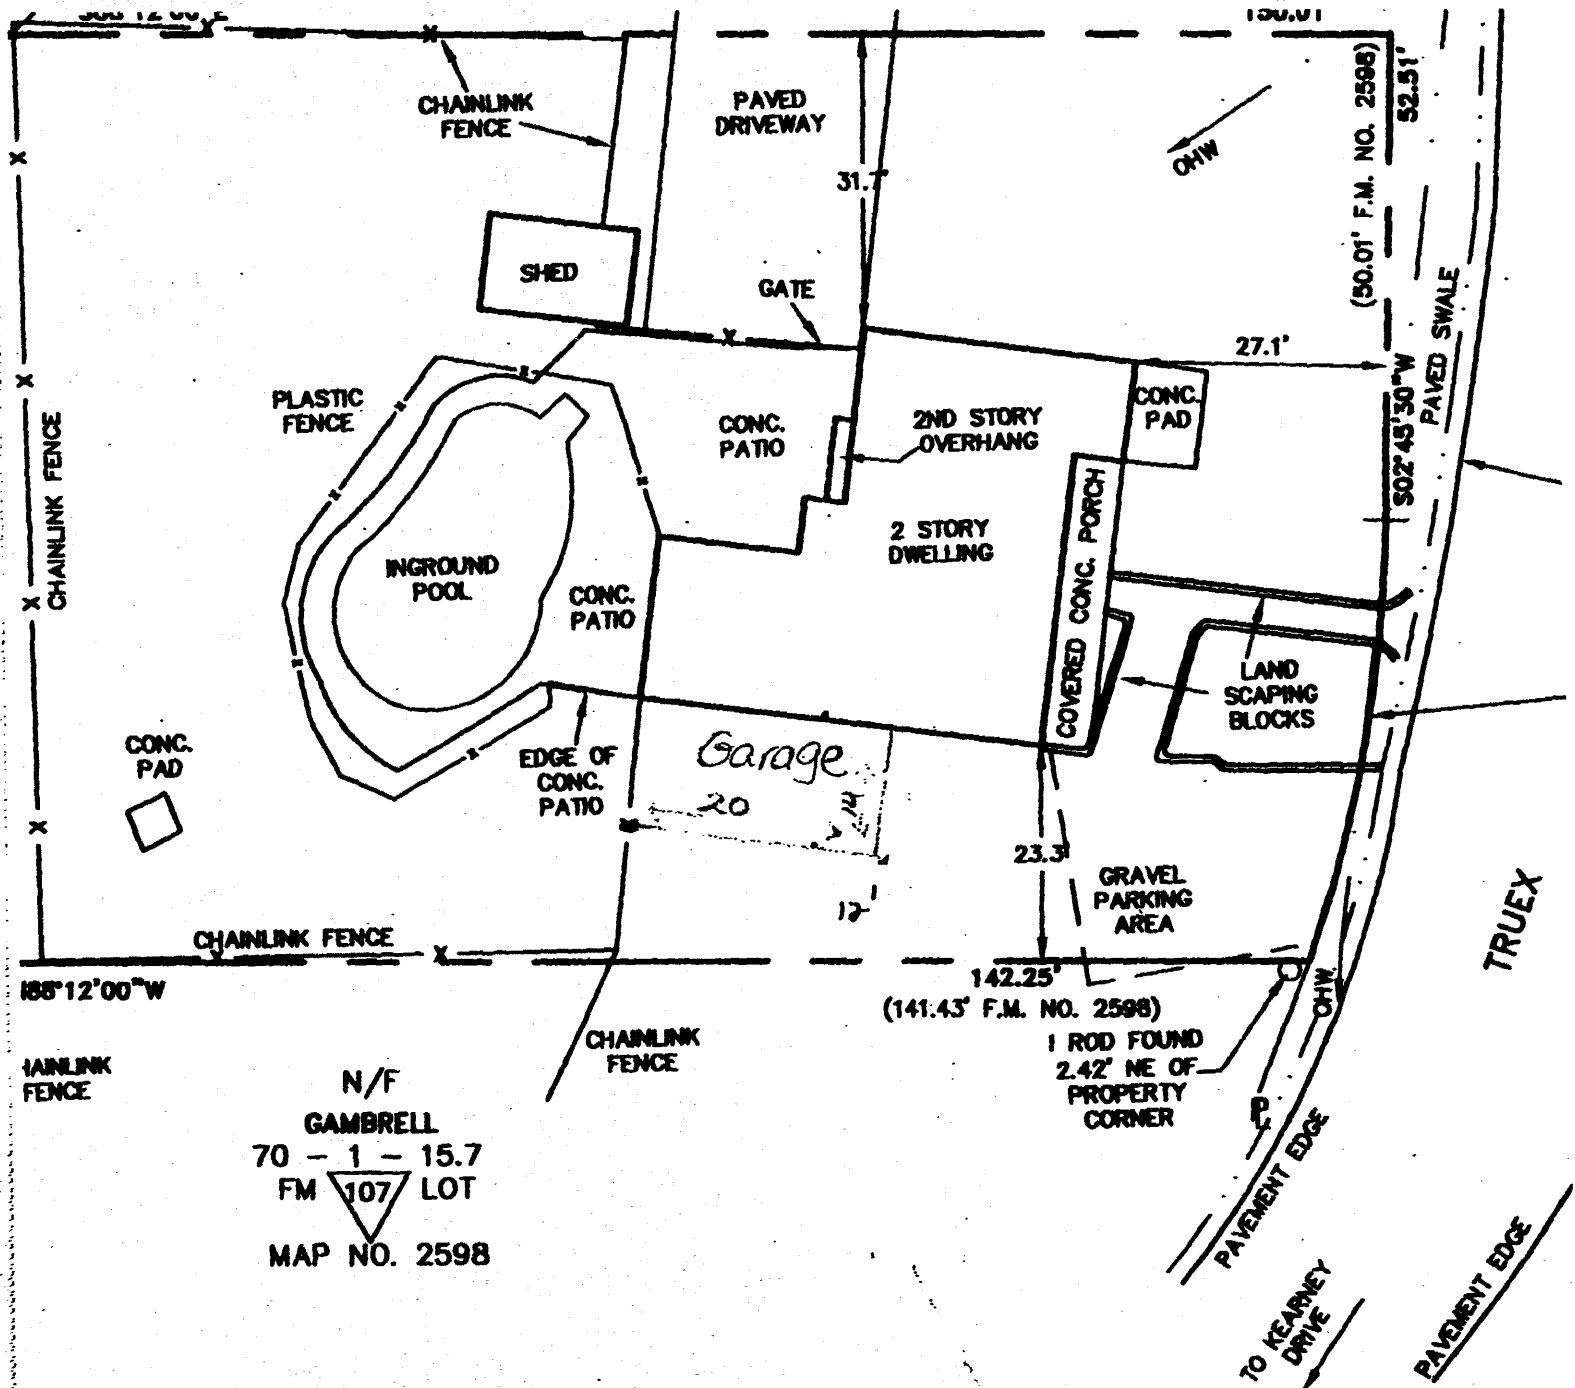 CHAINLINK
FENCE
PAVED
DRIVEWAY
31.7'
OHW
(50.01' F.M. NO. 2598)
52.51'
SHED
GATE
27.1'
S02°45'30"W
PAVED SWALE
PLASTIC
FENCE
CONC.
PATIO
2ND STORY
OVERHANG
CONC.
PAD
CHAINLINK FENCE
2 STORY
DWELLING
COVERED CONC. PORCH
INGROUND
POOL
CONC.
PATIO
LAND
SCAPING
BLOCKS
CONC.
PAD
EDGE OF
CONC.
PATIO
Garage
20
14
23.3'
12'
GRAVEL
PARKING
AREA
TRUEX
CHAINLINK FENCE
88°12'00"W
142.25'
(141.43' F.M. NO. 2598)
OHW
CHAINLINK
FENCE
1 ROD FOUND
2.42' NE OF
PROPERTY
CORNER
HAINLINK
FENCE
N/F
GAMBRELL
70 - 1 - 15.7
FM 107 LOT
MAP NO. 2598
PL
PAVEMENT EDGE
TO KEARNEY
DRIVE
PAVEMENT EDGE